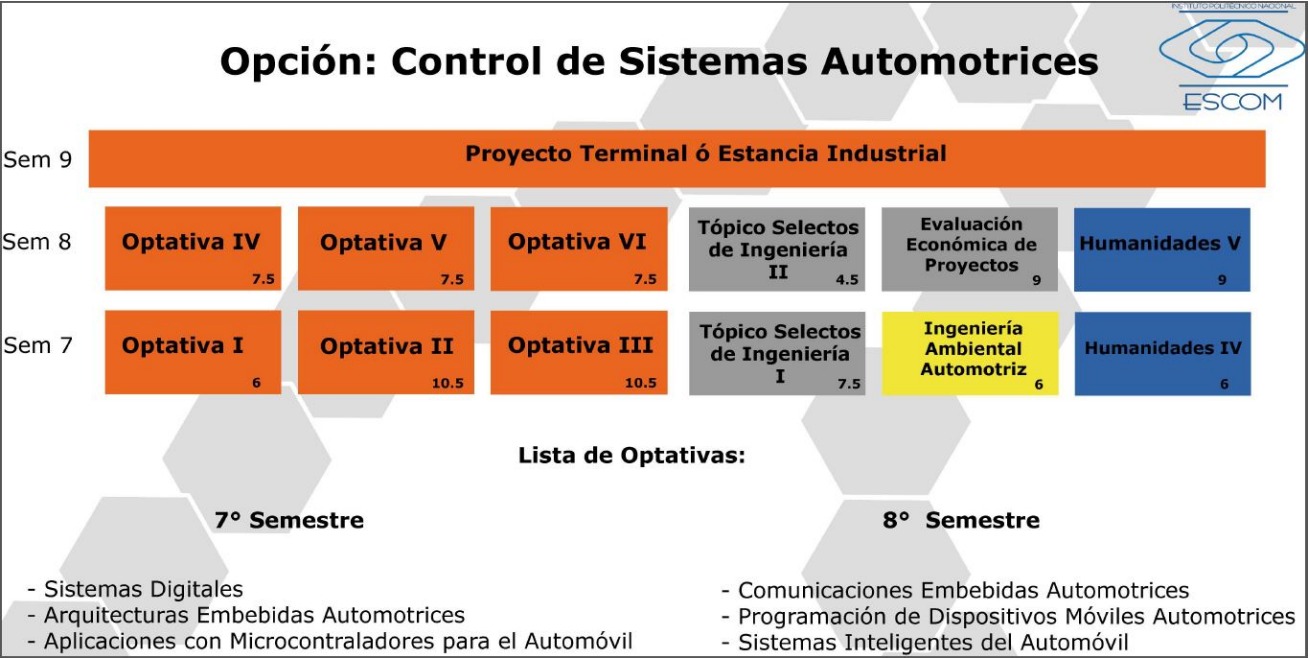 INSTITUTO POLITÉCNICO NACIONAL
Opción: Control de Sistemas Automotrices
ESCOM
Sem 9
Proyecto Terminal ó Estancia Industrial
Sem 8
Optativa IV
7.5
Optativa V
7.5
Optativa VI
7.5
Tópico Selectos
de Ingeniería
II
4.5
Evaluación
Económica de
Proyectos
9
Humanidades V
9
Sem 7
Optativa I
6
Optativa II
10.5
Optativa III
10.5
Tópico Selectos
de Ingeniería
I
7.5
Ingeniería
Ambiental
Automotriz
6
Humanidades IV
6
Lista de Optativas:
7° Semestre
- Sistemas Digitales
- Arquitecturas Embebidas Automotrices
- Aplicaciones con Microcontraladores para el Automóvil
8° Semestre
- Comunicaciones Embebidas Automotrices
- Programación de Dispositivos Móviles Automotrices
- Sistemas Inteligentes del Automóvil